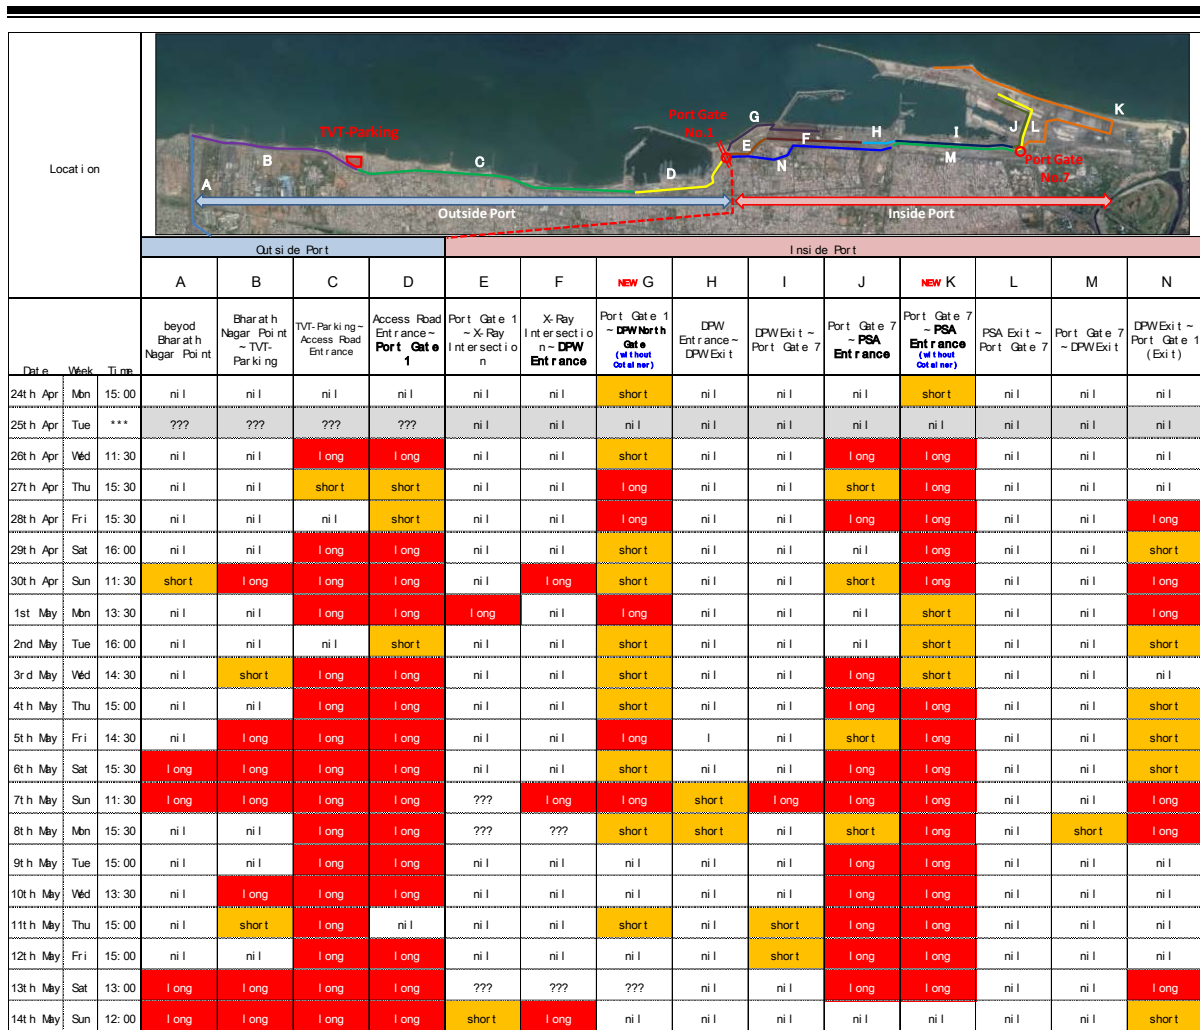 Location
TVT-Parking
Port Gate
No.1
A
B
C
D
E
F
G
H
I
J
K
L
M
N
F
Port Gate
No.7
Outside Port
Inside Port
Outside Port Inside Port
A B C D E F NEW G H I J NEW K L M N
Date Week Time
beyod Bharath Nagar Point
Bharath Nagar Point ~ TVT-Parking
TVT-Parking~ Access Road Entrance
Access Road Entrance~ Port Gate 1
Port Gate 1 ~ X-Ray Intersection
X-Ray Intersection~ DPW Entrance
Port Gate 1 ~ DPW North Gate (without Cotainer)
DPW Entrance~ DPW Exit
DPW Exit ~ Port Gate 7
Port Gate 7 ~ PSA Entrance
Port Gate 7 ~ PSA Entrance (without Cotainer)
PSA Exit ~ Port Gate 7
Port Gate 7 ~ DPW Exit
DPW Exit~ Port Gate 1 (Exit)
24th Apr Mon 15:00 nil nil nil nil nil nil short nil nil nil short nil nil nil
25th Apr Tue *** ??? ??? ??? ??? nil nil nil nil nil nil nil nil nil nil
26th Apr Wed 11:30 nil nil long long nil nil short nil nil long long nil nil nil
27th Apr Thu 15:30 nil nil short short nil nil long nil nil short long nil nil nil
28th Apr Fri 15:30 nil nil nil short nil nil long nil nil long long nil nil long
29th Apr Sat 16:00 nil nil long long nil nil short nil nil nil long nil nil short
30th Apr Sun 11:30 short long long long nil long short nil nil short long nil nil long
1st May Mon 13:30 nil nil long long long nil long nil nil nil short nil nil long
2nd May Tue 16:00 nil nil nil short nil nil short nil nil nil short nil nil short
3rd May Wed 14:30 nil short long long nil nil short nil nil long short nil nil nil
4th May Thu 15:00 nil nil long long nil nil short nil nil long long nil nil short
5th May Fri 14:30 nil long long long nil nil long l nil short long nil nil short
6th May Sat 15:30 long long long long nil nil short nil nil long long nil nil short
7th May Sun 11:30 long long long long ??? long long short long long long nil nil long
8th May Mon 15:30 nil nil long long ??? ??? short short nil short long nil short long
9th May Tue 15:00 nil nil long long nil nil nil nil nil long long nil nil nil
10th May Wed 13:30 nil long long long nil nil nil nil nil long long nil nil nil
11th May Thu 15:00 nil short long nil nil nil short nil short long long nil nil nil
12th May Fri 15:00 nil nil long long nil nil nil nil short long long nil nil nil
13th May Sat 13:00 long long long long ??? ??? ??? nil nil long long nil nil long
14th May Sun 12:00 long long long long short long nil nil nil nil nil nil nil short